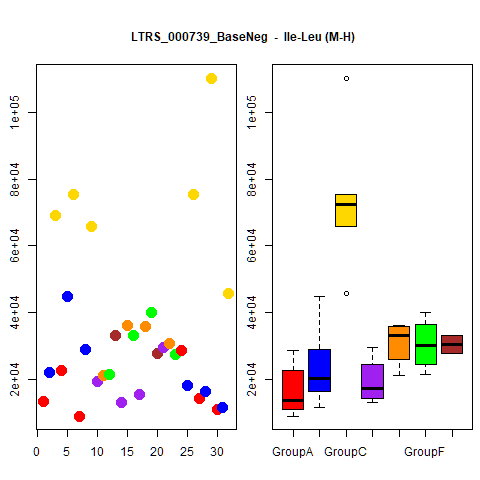 LTRS_000739_BaseNeg - Ile-Leu (M-H)
1e+05
8e+04
6e+04
4e+04
2e+04
0 5 10 15 20 25 30
1e+05
8e+04
6e+04
4e+04
2e+04
GroupA GroupC GroupF